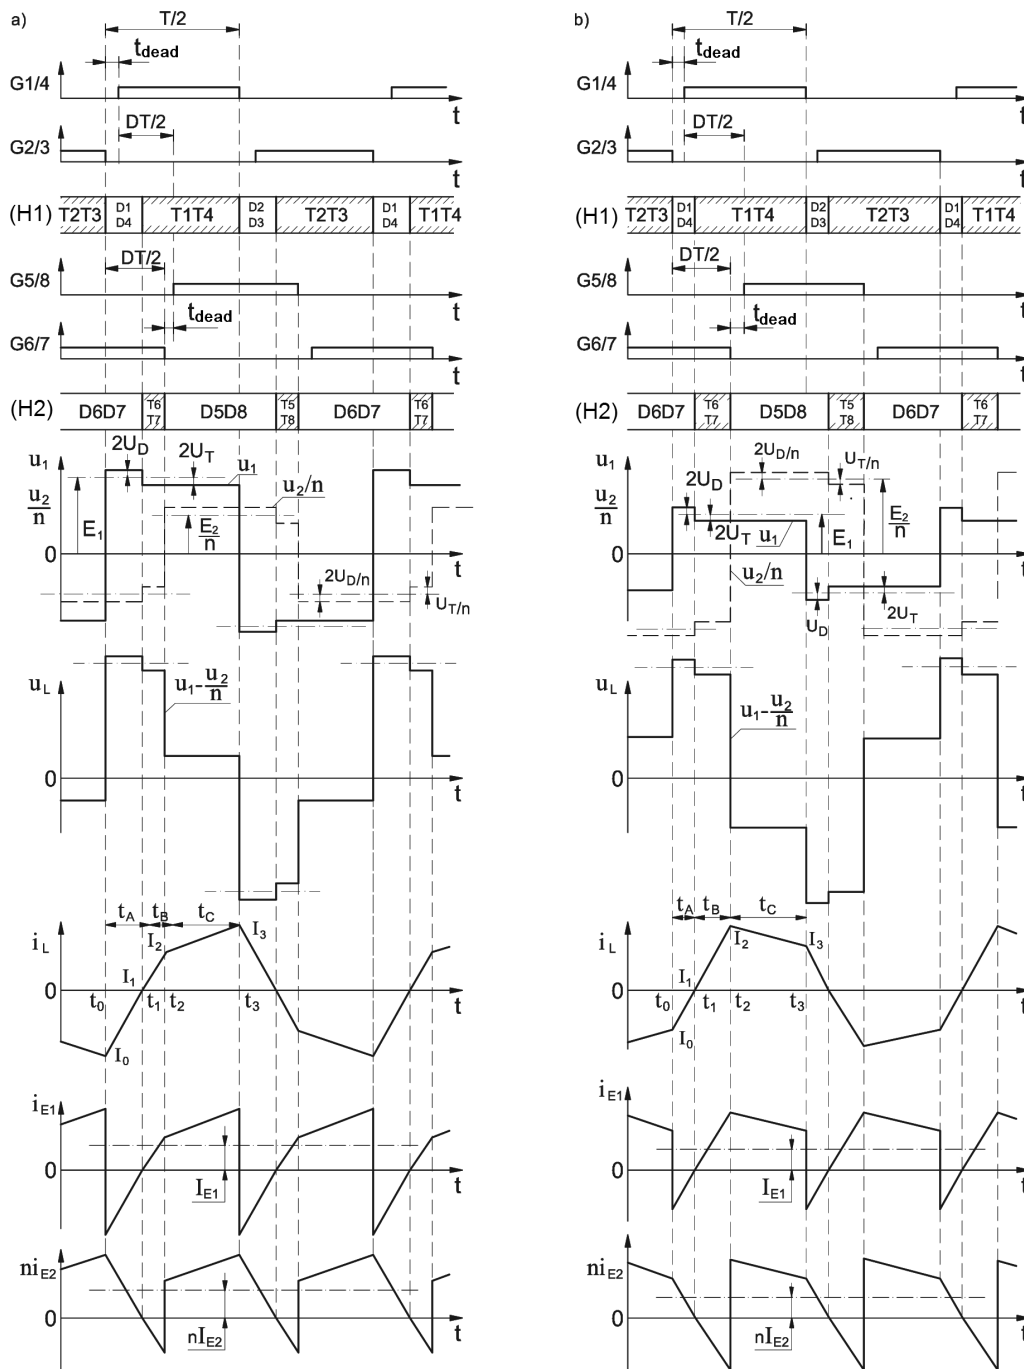 a)
T/2
t_dead
G1/4
t
DT/2
G2/3
t
(H1)
T2T3
D1
D4
T1T4
D2
D3
T2T3
D1
D4
T1T4
DT/2
G5/8
t
t_dead
G6/7
t
(H2)
D6D7
T6
T7
D5D8
T5
T8
D6D7
T6
T7
u1
u2/n
2U_D
2U_T
u1
u2/n
E1
E2/n
0
t
2U_D/n
U_T/n
u_L
u1-u2/n
0
t
t_A
t_B
t_C
i_L
I2
I3
I1
t0
0
t1
t2
t3
t
I0
i_E1
0
I_E1
t
ni_E2
0
nI_E2
t
b)
T/2
t_dead
G1/4
t
DT/2
G2/3
t
(H1)
T2T3
D1
D4
T1T4
D2
D3
T2T3
D1
D4
T1T4
DT/2
G5/8
t
t_dead
G6/7
t
(H2)
D6D7
T6
T7
D5D8
T5
T8
D6D7
T6
T7
u1
u2/n
2U_D/n
U_T/n
2U_D
2U_T
u1
E1
E2/n
0
t
u2/n
U_D
2U_T
u_L
u1-u2/n
0
t
t_A
t_B
t_C
i_L
I2
I3
I1
t0
0
t1
t2
t3
t
I0
i_E1
0
I_E1
t
ni_E2
0
nI_E2
t